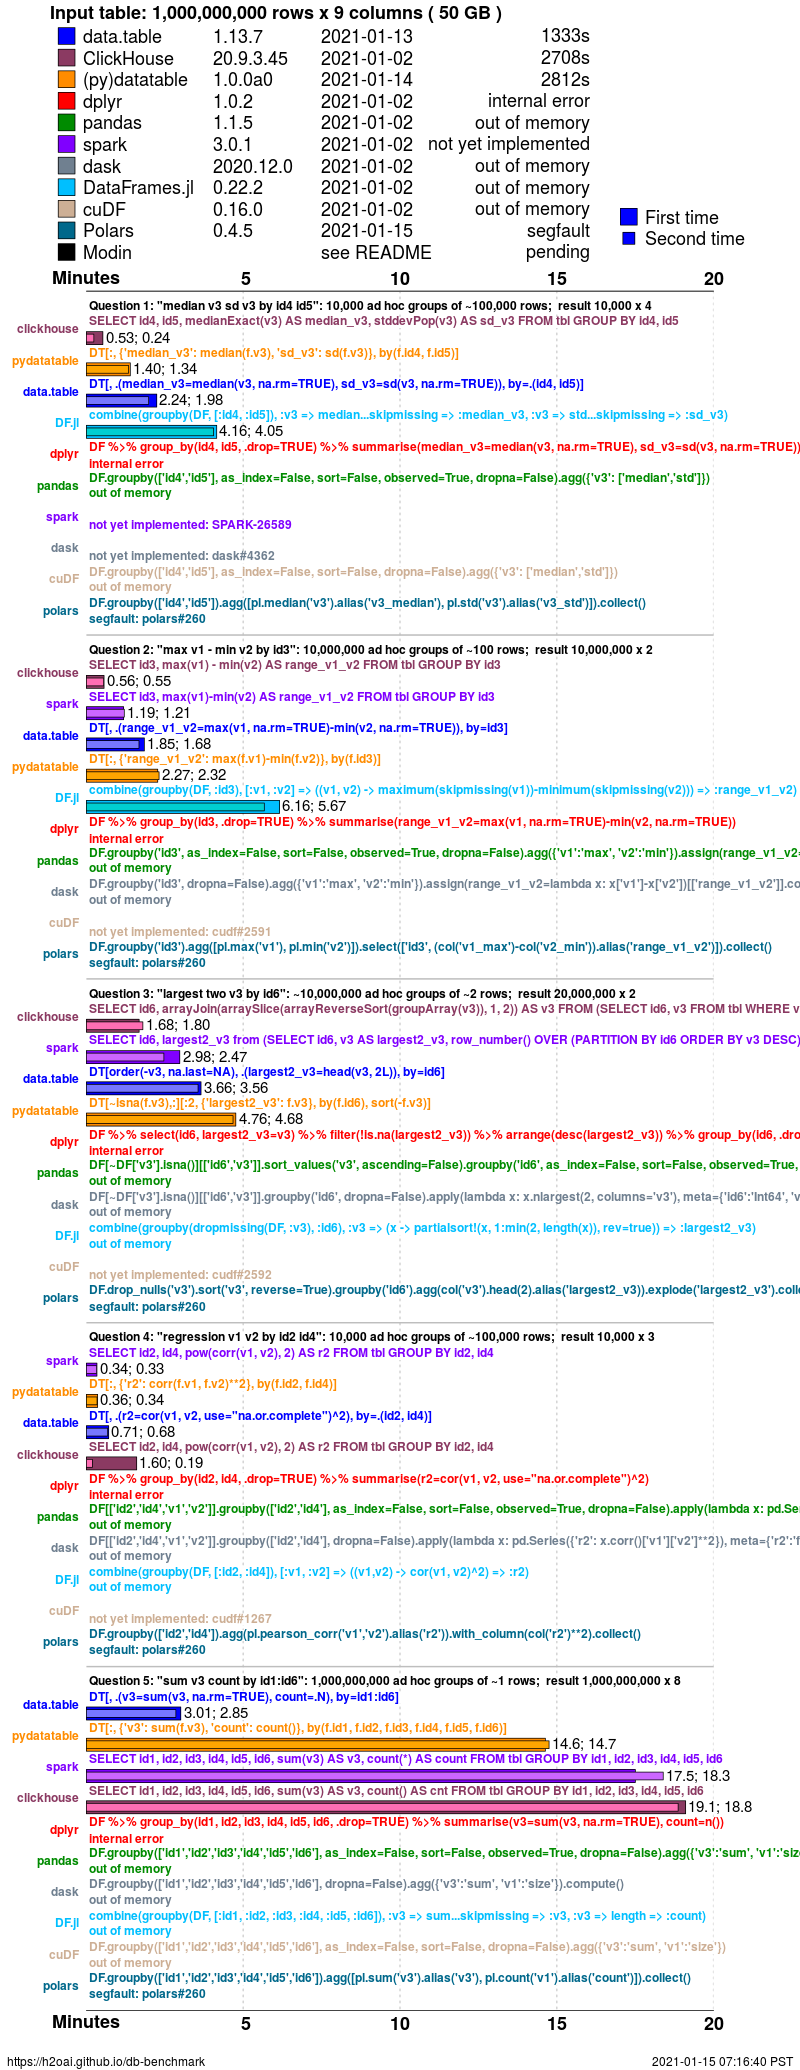 Input table: 1,000,000,000 rows x 9 columns ( 50 GB )
data.table 1.13.7 2021-01-13 1333s
ClickHouse 20.9.3.45 2021-01-02 2708s
(py)datatable 1.0.0a0 2021-01-14 2812s
dplyr 1.0.2 2021-01-02 internal error
pandas 1.1.5 2021-01-02 out of memory
spark 3.0.1 2021-01-02 not yet implemented
dask 2020.12.0 2021-01-02 out of memory
DataFrames.jl 0.22.2 2021-01-02 out of memory
cuDF 0.16.0 2021-01-02 out of memory
Polars 0.4.5 2021-01-15 segfault
Modin see README pending
First time
Second time
Minutes 5 10 15 20
Question 1: "median v3 sd v3 by id4 id5": 10,000 ad hoc groups of ~100,000 rows; result 10,000 x 4
SELECT id4, id5, medianExact(v3) AS median_v3, stddevPop(v3) AS sd_v3 FROM tbl GROUP BY id4, id5
clickhouse 0.53; 0.24
DT[:, {'median_v3': median(f.v3), 'sd_v3': sd(f.v3)}, by(f.id4, f.id5)]
pydatatable 1.40; 1.34
DT[, .(median_v3=median(v3, na.rm=TRUE), sd_v3=sd(v3, na.rm=TRUE)), by=.(id4, id5)]
data.table 2.24; 1.98
combine(groupby(DF, [:id4, :id5]), :v3 => median...skipmissing => :median_v3, :v3 => std...skipmissing => :sd_v3)
DF.jl 4.16; 4.05
DF %>% group_by(id4, id5, .drop=TRUE) %>% summarise(median_v3=median(v3, na.rm=TRUE), sd_v3=sd(v3, na.rm=TRUE))
dplyr internal error
DF.groupby(['id4','id5'], as_index=False, sort=False, observed=True, dropna=False).agg({'v3': ['median','std']})
pandas out of memory
spark not yet implemented: SPARK-26589
dask not yet implemented: dask#4362
DF.groupby(['id4','id5'], as_index=False, sort=False, dropna=False).agg({'v3': ['median','std']})
cuDF out of memory
DF.groupby(['id4','id5']).agg([pl.median('v3').alias('v3_median'), pl.std('v3').alias('v3_std')]).collect()
polars segfault: polars#260
Question 2: "max v1 - min v2 by id3": 10,000,000 ad hoc groups of ~100 rows; result 10,000,000 x 2
SELECT id3, max(v1) - min(v2) AS range_v1_v2 FROM tbl GROUP BY id3
clickhouse 0.56; 0.55
SELECT id3, max(v1)-min(v2) AS range_v1_v2 FROM tbl GROUP BY id3
spark 1.19; 1.21
DT[, .(range_v1_v2=max(v1, na.rm=TRUE)-min(v2, na.rm=TRUE)), by=id3]
data.table 1.85; 1.68
DT[:, {'range_v1_v2': max(f.v1)-min(f.v2)}, by(f.id3)]
pydatatable 2.27; 2.32
combine(groupby(DF, :id3), [:v1, :v2] => ((v1, v2) -> maximum(skipmissing(v1))-minimum(skipmissing(v2))) => :range_v1_v2)
DF.jl 6.16; 5.67
DF %>% group_by(id3, .drop=TRUE) %>% summarise(range_v1_v2=max(v1, na.rm=TRUE)-min(v2, na.rm=TRUE))
dplyr internal error
DF.groupby('id3', as_index=False, sort=False, observed=True, dropna=False).agg({'v1':'max', 'v2':'min'}).assign(range_v1_v2=
pandas out of memory
DF.groupby('id3', dropna=False).agg({'v1':'max', 'v2':'min'}).assign(range_v1_v2=lambda x: x['v1']-x['v2'])[['range_v1_v2']].co
dask out of memory
cuDF not yet implemented: cudf#2591
DF.groupby('id3').agg([pl.max('v1'), pl.min('v2')]).select(['id3', (col('v1_max')-col('v2_min')).alias('range_v1_v2')]).collect()
polars segfault: polars#260
Question 3: "largest two v3 by id6": ~10,000,000 ad hoc groups of ~2 rows; result 20,000,000 x 2
SELECT id6, arrayJoin(arraySlice(arrayReverseSort(groupArray(v3)), 1, 2)) AS v3 FROM (SELECT id6, v3 FROM tbl WHERE v
clickhouse 1.68; 1.80
SELECT id6, largest2_v3 from (SELECT id6, v3 AS largest2_v3, row_number() OVER (PARTITION BY id6 ORDER BY v3 DESC)
spark 2.98; 2.47
DT[order(-v3, na.last=NA), .(largest2_v3=head(v3, 2L)), by=id6]
data.table 3.66; 3.56
DT[~isna(f.v3),:][:2, {'largest2_v3': f.v3}, by(f.id6), sort(-f.v3)]
pydatatable 4.76; 4.68
DF %>% select(id6, largest2_v3=v3) %>% filter(!is.na(largest2_v3)) %>% arrange(desc(largest2_v3)) %>% group_by(id6, .dro
dplyr internal error
DF[~DF['v3'].isna()][['id6','v3']].sort_values('v3', ascending=False).groupby('id6', as_index=False, sort=False, observed=True,
pandas out of memory
DF[~DF['v3'].isna()][['id6','v3']].groupby('id6', dropna=False).apply(lambda x: x.nlargest(2, columns='v3'), meta={'id6':'Int64', 'v
dask out of memory
combine(groupby(dropmissing(DF, :v3), :id6), :v3 => (x -> partialsort!(x, 1:min(2, length(x)), rev=true)) => :largest2_v3)
DF.jl out of memory
cuDF not yet implemented: cudf#2592
DF.drop_nulls('v3').sort('v3', reverse=True).groupby('id6').agg(col('v3').head(2).alias('largest2_v3')).explode('largest2_v3').colle
polars segfault: polars#260
Question 4: "regression v1 v2 by id2 id4": 10,000 ad hoc groups of ~100,000 rows; result 10,000 x 3
SELECT id2, id4, pow(corr(v1, v2), 2) AS r2 FROM tbl GROUP BY id2, id4
spark 0.34; 0.33
DT[:, {'r2': corr(f.v1, f.v2)**2}, by(f.id2, f.id4)]
pydatatable 0.36; 0.34
DT[, .(r2=cor(v1, v2, use="na.or.complete")^2), by=.(id2, id4)]
data.table 0.71; 0.68
SELECT id2, id4, pow(corr(v1, v2), 2) AS r2 FROM tbl GROUP BY id2, id4
clickhouse 1.60; 0.19
DF %>% group_by(id2, id4, .drop=TRUE) %>% summarise(r2=cor(v1, v2, use="na.or.complete")^2)
dplyr internal error
DF[['id2','id4','v1','v2']].groupby(['id2','id4'], as_index=False, sort=False, observed=True, dropna=False).apply(lambda x: pd.Se
pandas out of memory
DF[['id2','id4','v1','v2']].groupby(['id2','id4'], dropna=False).apply(lambda x: pd.Series({'r2': x.corr()['v1']['v2']**2}), meta={'r2':'f
dask out of memory
combine(groupby(DF, [:id2, :id4]), [:v1, :v2] => ((v1,v2) -> cor(v1, v2)^2) => :r2)
DF.jl out of memory
cuDF not yet implemented: cudf#1267
DF.groupby(['id2','id4']).agg(pl.pearson_corr('v1','v2').alias('r2')).with_column(col('r2')**2).collect()
polars segfault: polars#260
Question 5: "sum v3 count by id1:id6": 1,000,000,000 ad hoc groups of ~1 rows; result 1,000,000,000 x 8
DT[, .(v3=sum(v3, na.rm=TRUE), count=.N), by=id1:id6]
data.table 3.01; 2.85
DT[:, {'v3': sum(f.v3), 'count': count()}, by(f.id1, f.id2, f.id3, f.id4, f.id5, f.id6)]
pydatatable 14.6; 14.7
SELECT id1, id2, id3, id4, id5, id6, sum(v3) AS v3, count(*) AS count FROM tbl GROUP BY id1, id2, id3, id4, id5, id6
spark 17.5; 18.3
SELECT id1, id2, id3, id4, id5, id6, sum(v3) AS v3, count() AS cnt FROM tbl GROUP BY id1, id2, id3, id4, id5, id6
clickhouse 19.1; 18.8
DF %>% group_by(id1, id2, id3, id4, id5, id6, .drop=TRUE) %>% summarise(v3=sum(v3, na.rm=TRUE), count=n())
dplyr internal error
DF.groupby(['id1','id2','id3','id4','id5','id6'], as_index=False, sort=False, observed=True, dropna=False).agg({'v3':'sum', 'v1':'size
pandas out of memory
DF.groupby(['id1','id2','id3','id4','id5','id6'], dropna=False).agg({'v3':'sum', 'v1':'size'}).compute()
dask out of memory
combine(groupby(DF, [:id1, :id2, :id3, :id4, :id5, :id6]), :v3 => sum...skipmissing => :v3, :v3 => length => :count)
DF.jl out of memory
DF.groupby(['id1','id2','id3','id4','id5','id6'], as_index=False, sort=False, dropna=False).agg({'v3':'sum', 'v1':'size'})
cuDF out of memory
DF.groupby(['id1','id2','id3','id4','id5','id6']).agg([pl.sum('v3').alias('v3'), pl.count('v1').alias('count')]).collect()
polars segfault: polars#260
Minutes 5 10 15 20
https://h2oai.github.io/db-benchmark 2021-01-15 07:16:40 PST